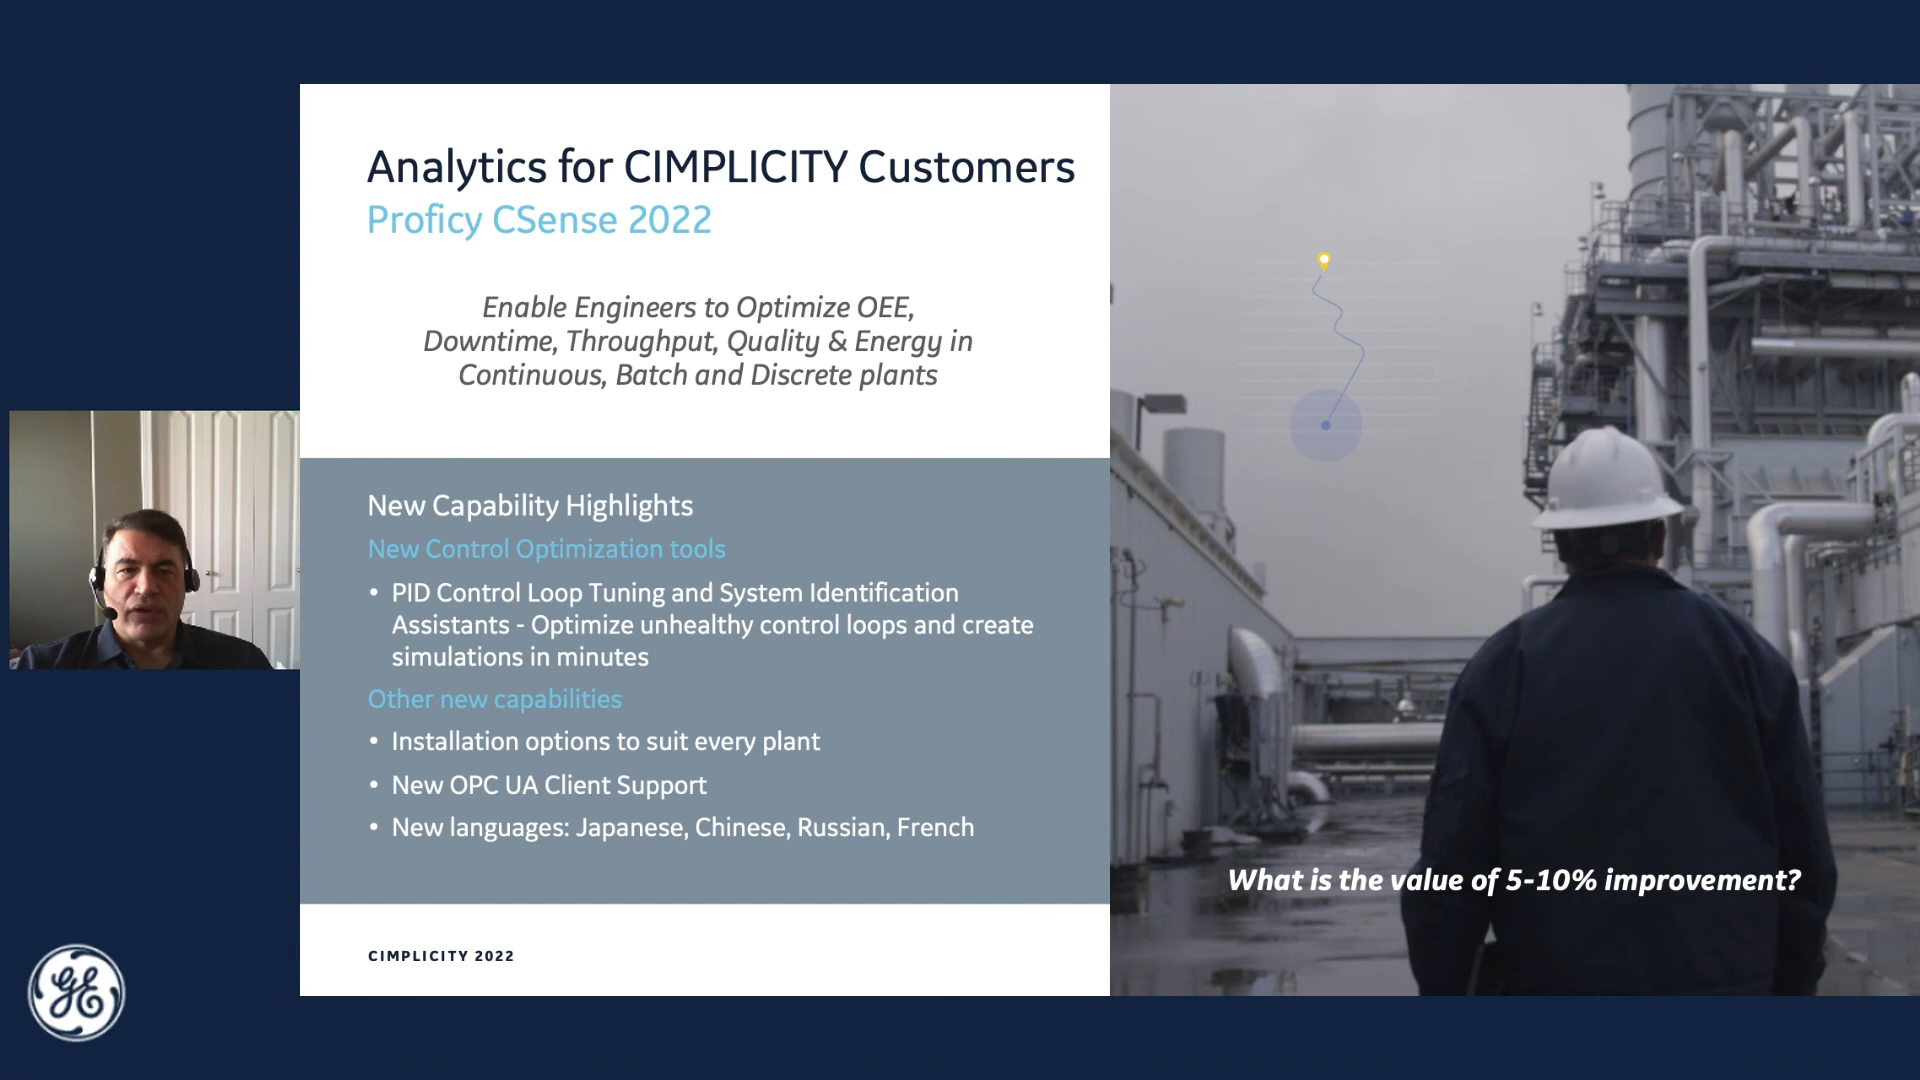 Analytics for CIMPLICITY Customers
Proficy CSense 2022
Enable Engineers to Optimize OEE,
Downtime, Throughput, Quality & Energy in
Continuous, Batch and Discrete plants
New Capability Highlights
New Control Optimization tools
• PID Control Loop Tuning and System Identification
Assistants - Optimize unhealthy control loops and create
simulations in minutes
Other new capabilities
• Installation options to suit every plant
• New OPC UA Client Support
• New languages: Japanese, Chinese, Russian, French
What is the value of 5-10% improvement?
CIMPLICITY 2022
GE